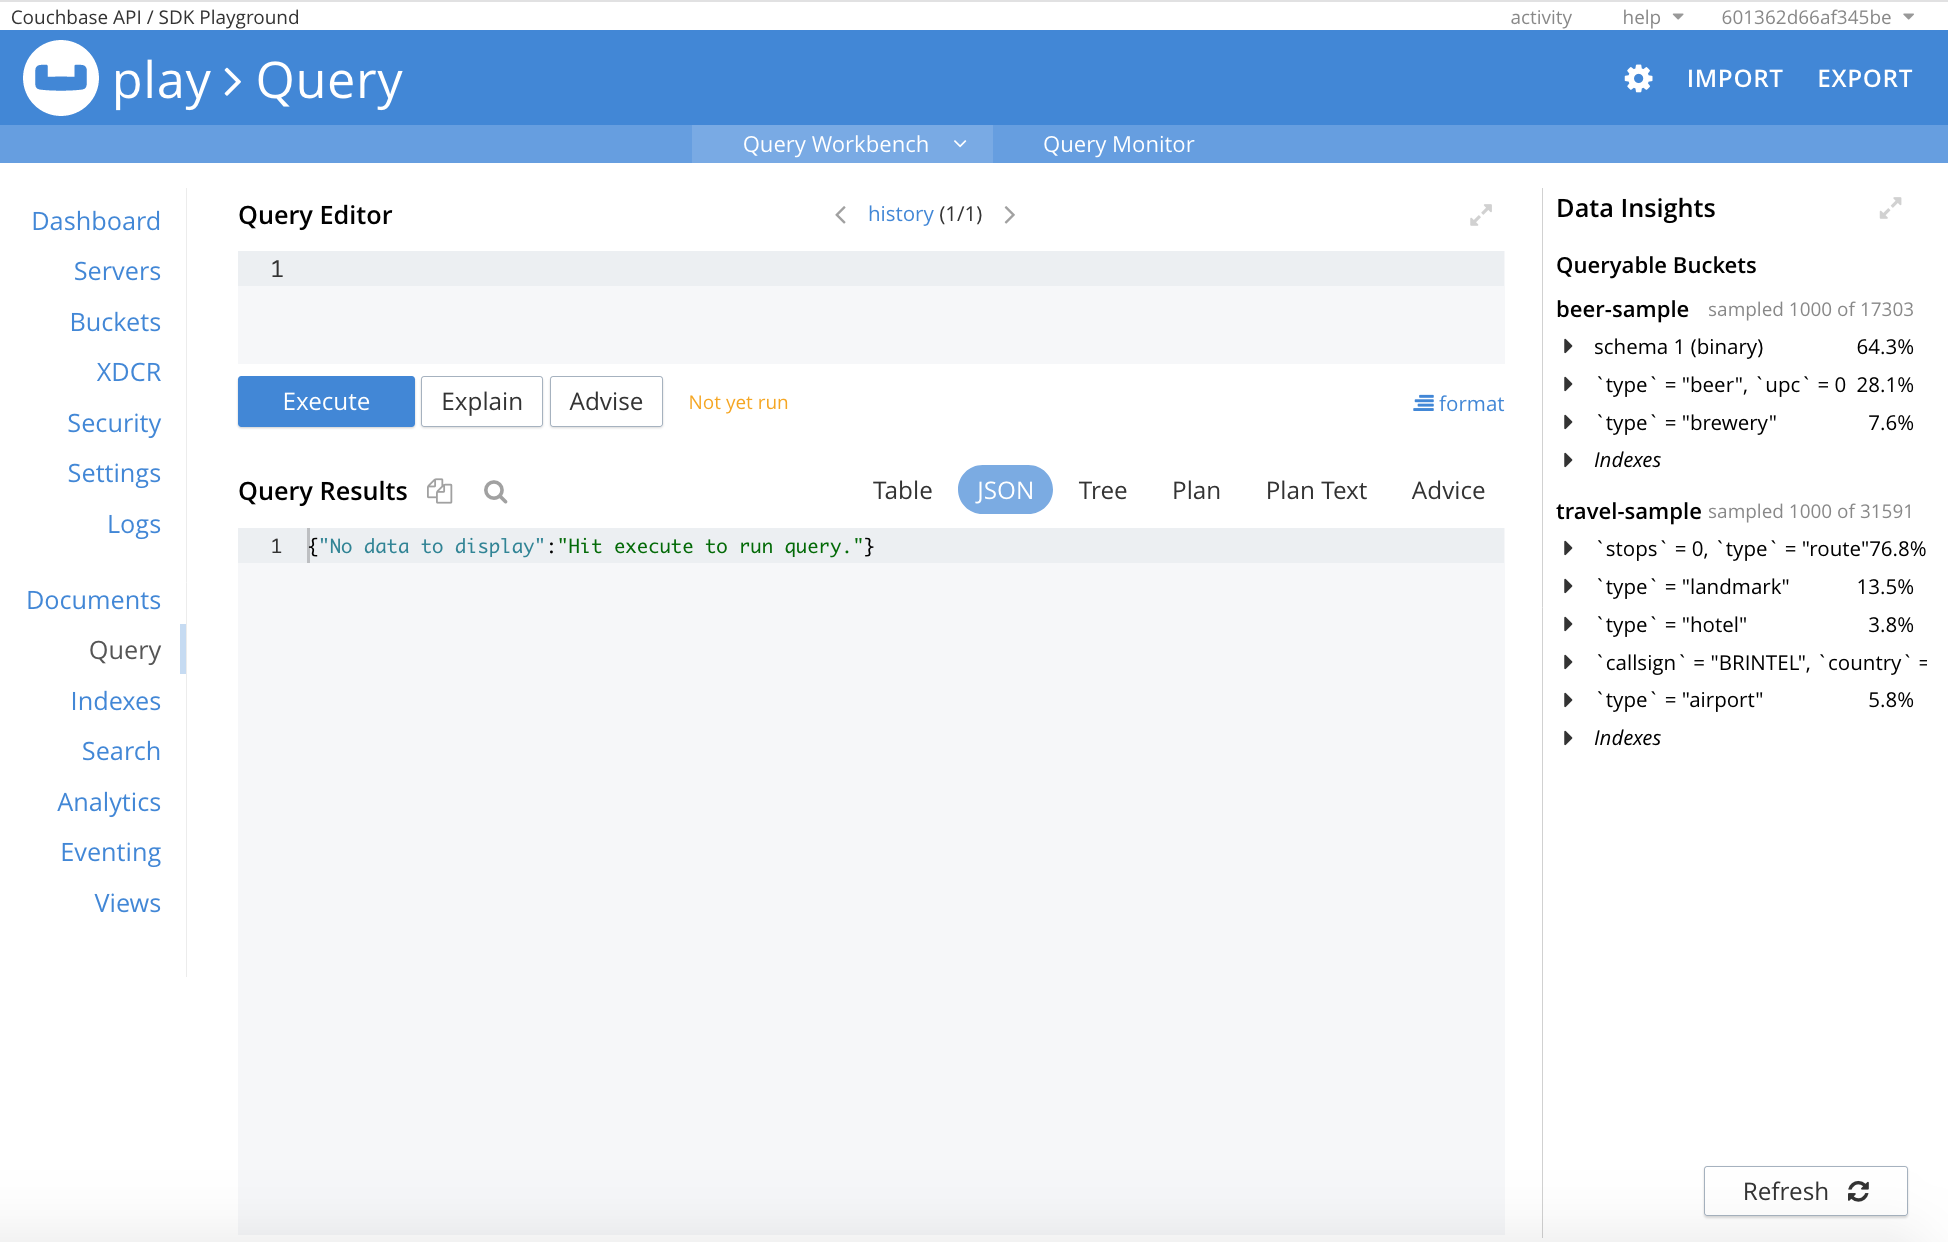 Couchbase API / SDK Playground
activity help 601362d66af345be
play > Query
IMPORT EXPORT
Query Workbench Query Monitor
Dashboard
Servers
Buckets
XDCR
Security
Settings
Logs
Documents
Query
Indexes
Search
Analytics
Eventing
Views
Query Editor
history (1/1)
1
Execute Explain Advise Not yet run format
Query Results
Table JSON Tree Plan Plan Text Advice
1 {"No data to display":"Hit execute to run query."}
Data Insights
Queryable Buckets
beer-sample sampled 1000 of 17303
schema 1 (binary) 64.3%
`type` = "beer", `upc` = 0 28.1%
`type` = "brewery" 7.6%
Indexes
travel-sample sampled 1000 of 31591
`stops` = 0, `type` = "route"76.8%
`type` = "landmark" 13.5%
`type` = "hotel" 3.8%
`callsign` = "BRINTEL", `country` =
`type` = "airport" 5.8%
Indexes
Refresh